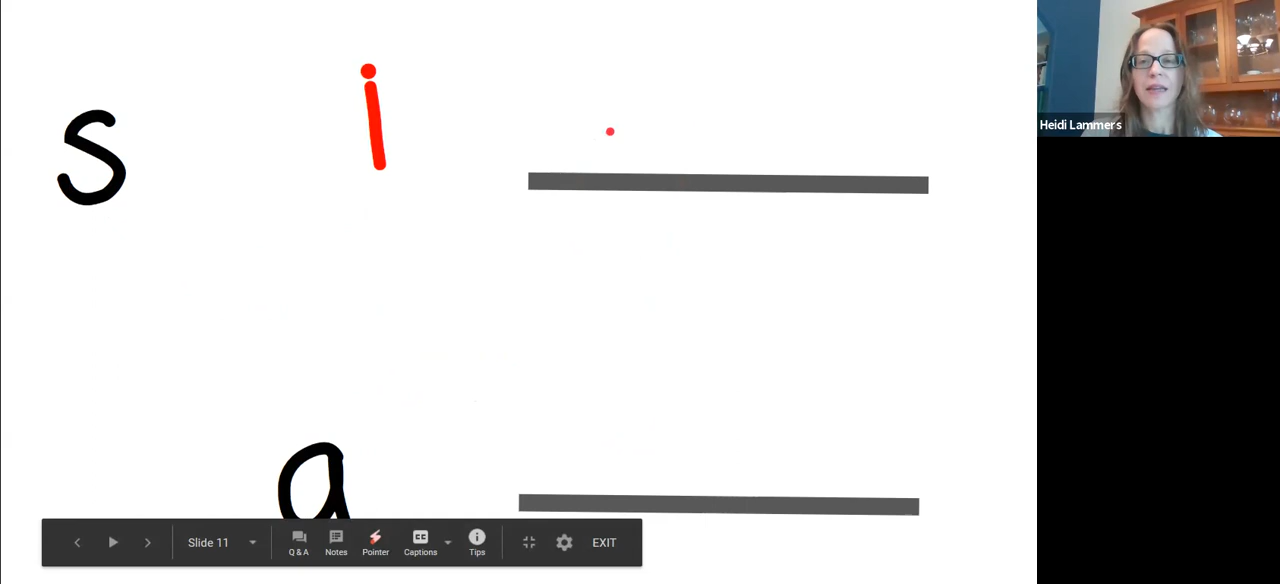 s i
Heidi Lammers
a
Slide 11
Q & A Notes Pointer Captions Tips EXIT